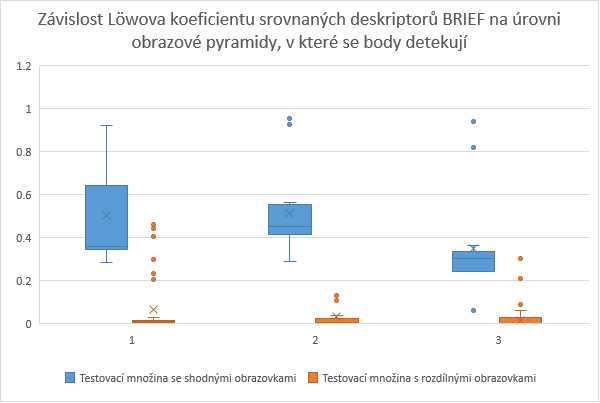 Závislost Löwova koeficientu srovnaných deskriptorů BRIEF na úrovni
obrazové pyramidy, v které se body detekují
1.2
1
0.8
0.6
0.4
0.2
0
1 2 3
Testovací množina se shodnými obrazovkami Testovací množina s rozdílnými obrazovkami